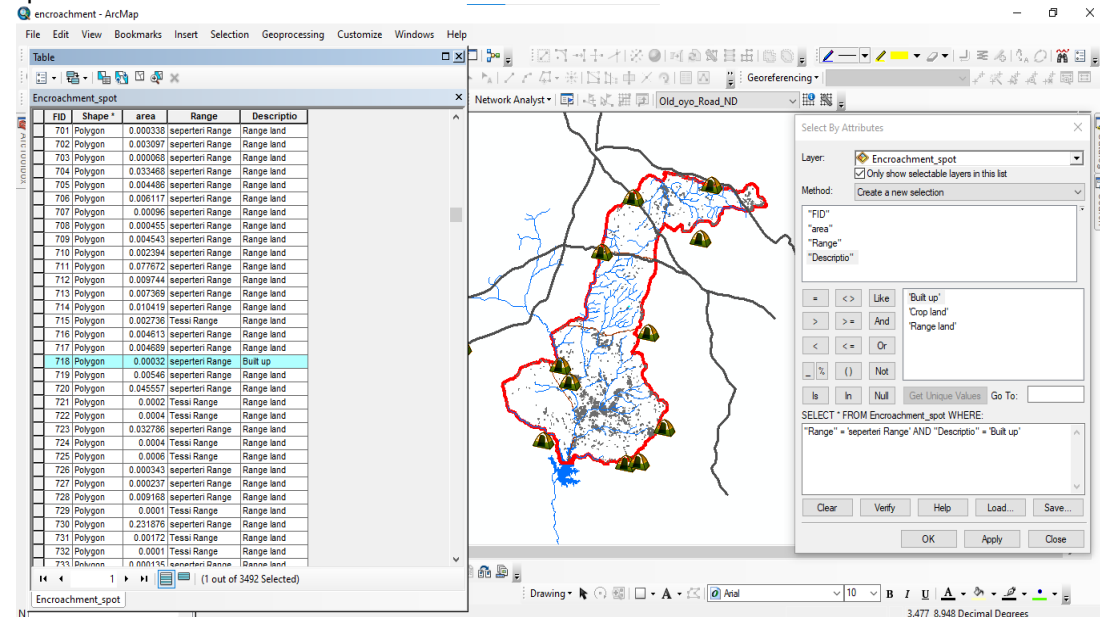 encroachment - ArcMap
File Edit View Bookmarks Insert Selection Geoprocessing Customize Windows Help
Table
Georeferencing
Encroachment_spot
Network Analyst
Old_oyo_Road_ND
ArcToolbox
FID Shape * area Range Descriptio
701 Polygon 0.000338 seperteri Range Range land
702 Polygon 0.003097 seperteri Range Range land
703 Polygon 0.000068 seperteri Range Range land
704 Polygon 0.033468 seperteri Range Range land
705 Polygon 0.004486 seperteri Range Range land
706 Polygon 0.006117 seperteri Range Range land
707 Polygon 0.00096 seperteri Range Range land
708 Polygon 0.000455 seperteri Range Range land
709 Polygon 0.004543 seperteri Range Range land
710 Polygon 0.002394 seperteri Range Range land
711 Polygon 0.077672 seperteri Range Range land
712 Polygon 0.009744 seperteri Range Range land
713 Polygon 0.007369 seperteri Range Range land
714 Polygon 0.010419 seperteri Range Range land
715 Polygon 0.002736 Tessi Range Range land
716 Polygon 0.004613 seperteri Range Range land
717 Polygon 0.004689 seperteri Range Range land
718 Polygon 0.00032 seperteri Range Built up
719 Polygon 0.00546 seperteri Range Range land
720 Polygon 0.045557 seperteri Range Range land
721 Polygon 0.0002 Tessi Range Range land
722 Polygon 0.0004 Tessi Range Range land
723 Polygon 0.032786 seperteri Range Range land
724 Polygon 0.0004 Tessi Range Range land
725 Polygon 0.0006 Tessi Range Range land
726 Polygon 0.000343 seperteri Range Range land
727 Polygon 0.000237 seperteri Range Range land
728 Polygon 0.009168 seperteri Range Range land
729 Polygon 0.0001 Tessi Range Range land
730 Polygon 0.231876 seperteri Range Range land
731 Polygon 0.00172 Tessi Range Range land
732 Polygon 0.0001 Tessi Range Range land
733 Polygon 0.000135 seperteri Range Range land
1 (1 out of 3492 Selected)
Encroachment_spot
Select By Attributes
Layer: Encroachment_spot
Only show selectable layers in this list
Method: Create a new selection
"FID"
"area"
"Range"
"Descriptio"
= < > Like
> > = And
< < = Or
_ % () Not
Is In Null
'Built up'
'Crop land'
'Range land'
Get Unique Values Go To:
SELECT * FROM Encroachment_spot WHERE:
"Range" = 'seperteri Range' AND "Descriptio" = 'Built up'
Clear Verify Help Load... Save...
OK Apply Close
Drawing A Arial 10 B I U A
3.477 8.948 Decimal Degrees